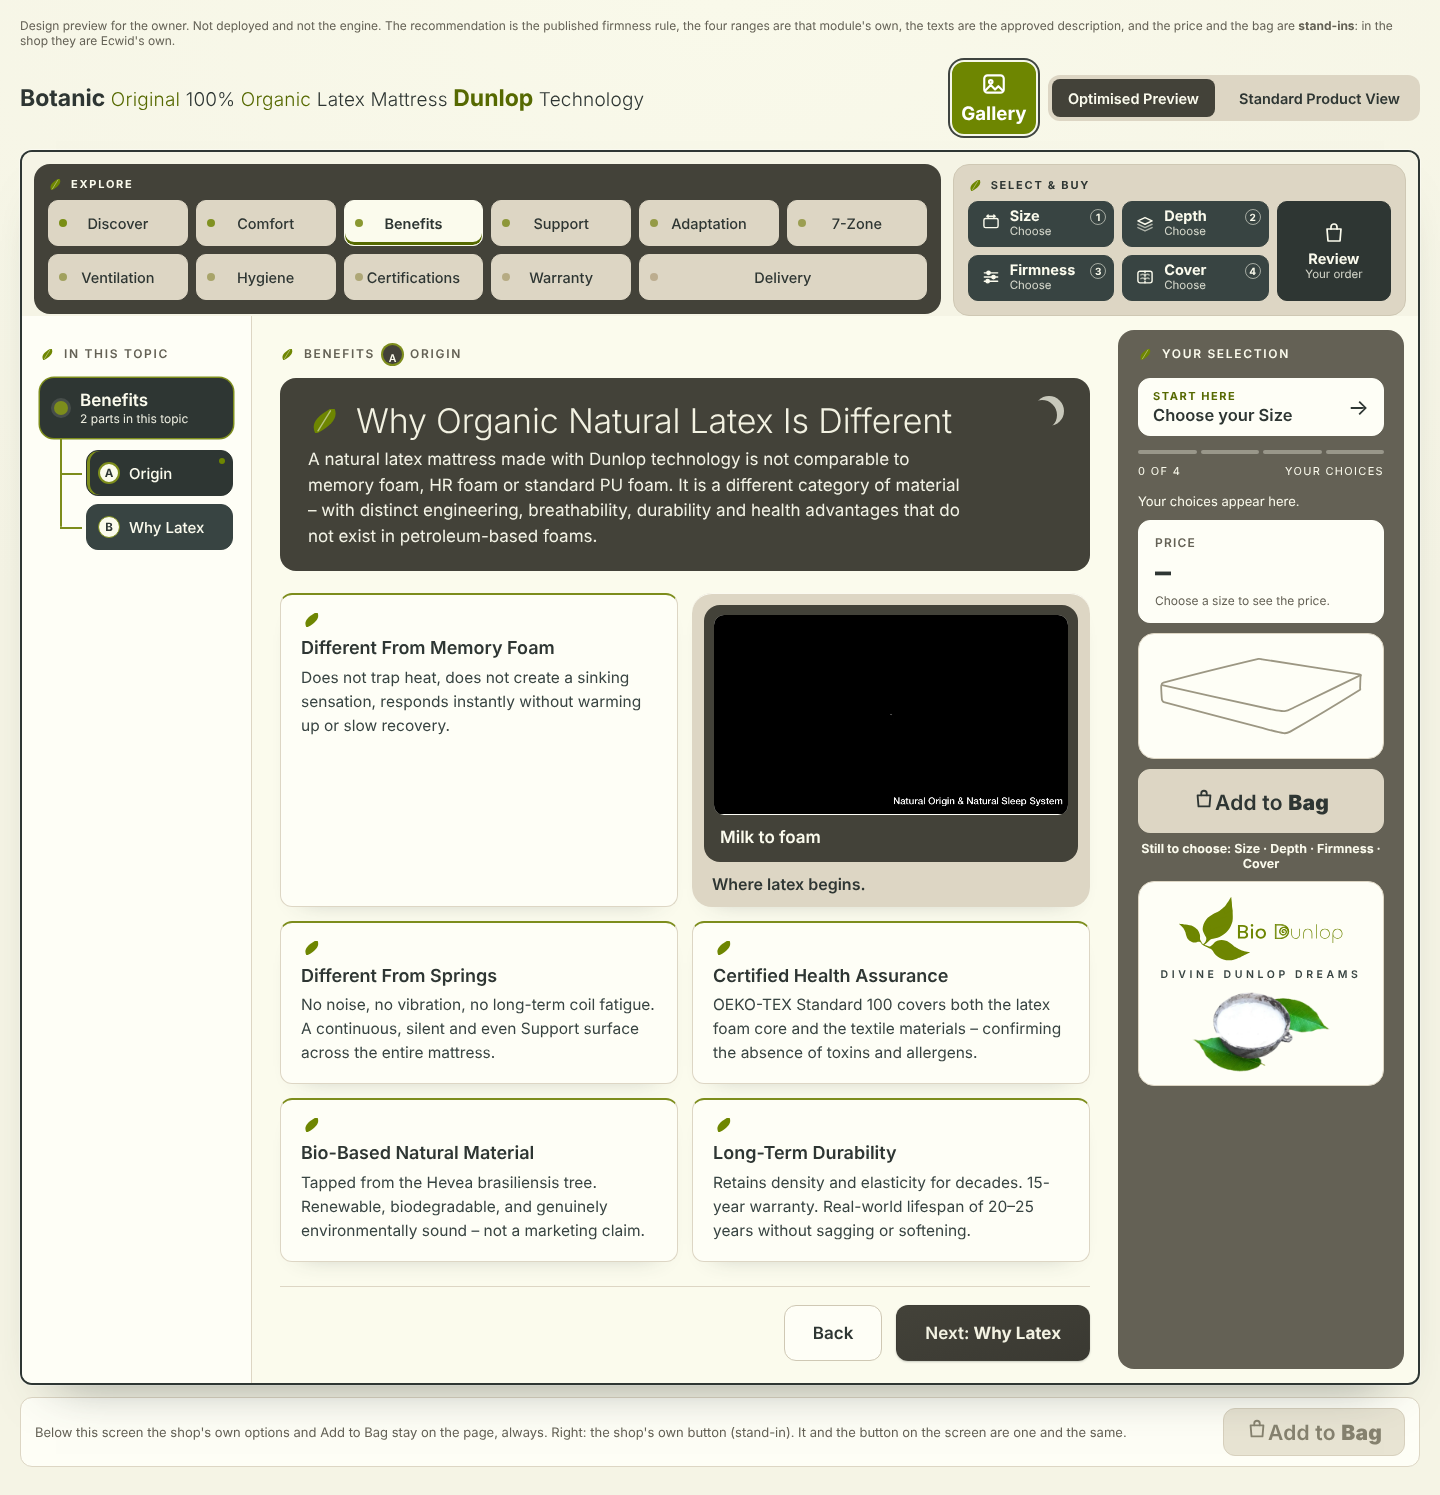 Design preview for the owner. Not deployed and not the engine. The recommendation is the published firmness rule, the four ranges are that module's own, the texts are the approved description, and the price and the bag are stand-ins: in the
shop they are Ecwid's own.
Botanic Original 100% Organic Latex Mattress Dunlop Technology
Gallery
Optimised Preview
Standard Product View
EXPLORE
Discover
Comfort
Benefits
Support
Adaptation
7-Zone
Ventilation
Hygiene
Certifications
Warranty
Delivery
SELECT & BUY
Size
Choose
1
Depth
Choose
2
Firmness
Choose
3
Cover
Choose
4
Review
Your order
IN THIS TOPIC
Benefits
2 parts in this topic
A Origin
B Why Latex
BENEFITS A ORIGIN
Why Organic Natural Latex Is Different
A natural latex mattress made with Dunlop technology is not comparable to
memory foam, HR foam or standard PU foam. It is a different category of material
– with distinct engineering, breathability, durability and health advantages that do
not exist in petroleum-based foams.
Different From Memory Foam
Does not trap heat, does not create a sinking
sensation, responds instantly without warming
up or slow recovery.
Natural Origin & Natural Sleep System
Milk to foam
Where latex begins.
Different From Springs
No noise, no vibration, no long-term coil fatigue.
A continuous, silent and even Support surface
across the entire mattress.
Certified Health Assurance
OEKO-TEX Standard 100 covers both the latex
foam core and the textile materials – confirming
the absence of toxins and allergens.
Bio-Based Natural Material
Tapped from the Hevea brasiliensis tree.
Renewable, biodegradable, and genuinely
environmentally sound – not a marketing claim.
Long-Term Durability
Retains density and elasticity for decades. 15-
year warranty. Real-world lifespan of 20–25
years without sagging or softening.
Back
Next: Why Latex
YOUR SELECTION
START HERE
Choose your Size
0 OF 4
YOUR CHOICES
Your choices appear here.
PRICE
–
Choose a size to see the price.
Add to Bag
Still to choose: Size · Depth · Firmness ·
Cover
Bio Dunlop
DIVINE DUNLOP DREAMS
Below this screen the shop's own options and Add to Bag stay on the page, always. Right: the shop's own button (stand-in). It and the button on the screen are one and the same.
Add to Bag